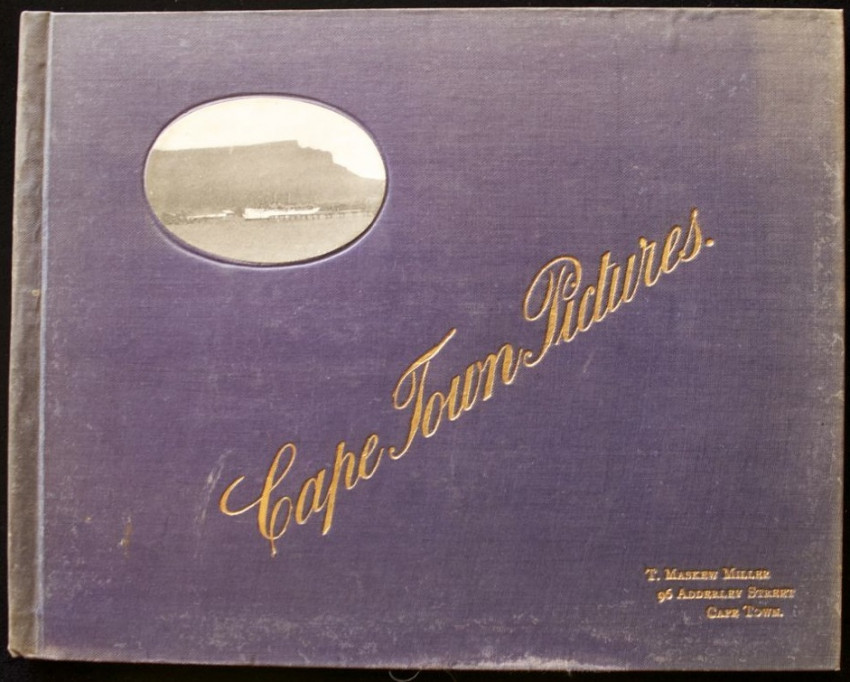 Cape Town Pictures.
T. Maskew Miller
96 Adderley Street
Cape Town.